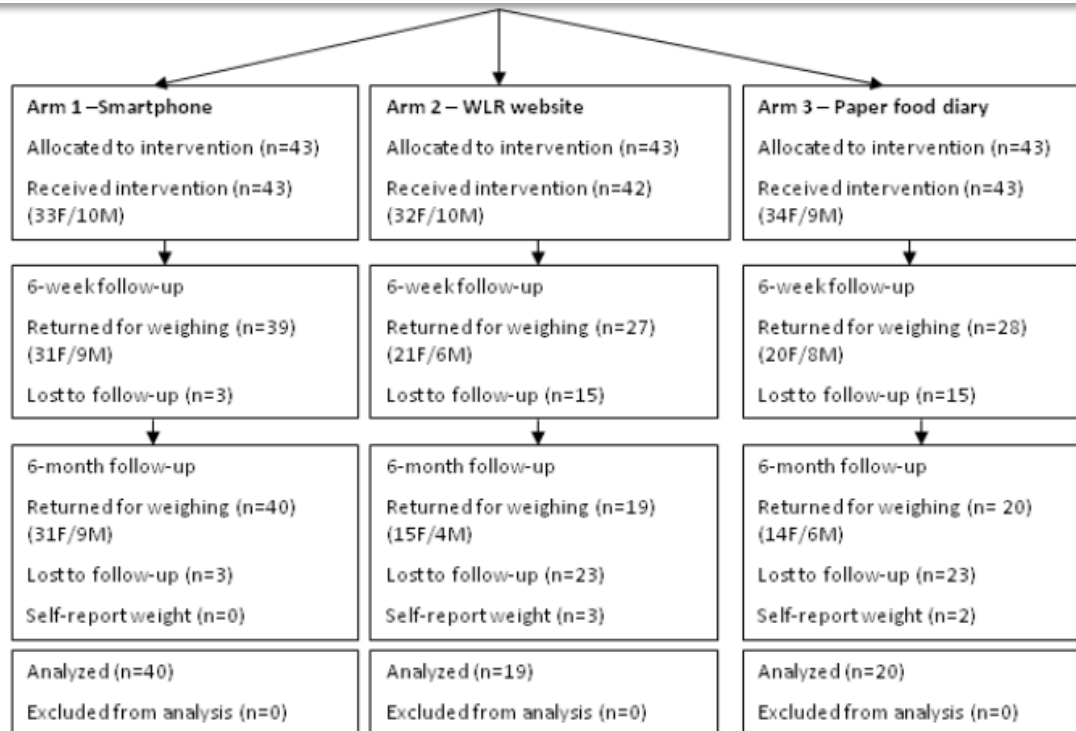 Arm 1 –Smartphone
Allocated to intervention (n=43)
Received intervention (n=43)
(33F/10M)
6-week follow-up
Returned for weighing (n=39)
(31F/9M)
Lost to follow-up (n=3)
6-month follow-up
Returned for weighing (n=40)
(31F/9M)
Lost to follow-up (n=3)
Self-report weight (n=0)
Analyzed (n=40)
Excluded from analysis (n=0)
Arm 2 – WLR website
Allocated to intervention (n=43)
Received intervention (n=42)
(32F/10M)
6-week follow-up
Returned for weighing (n=27)
(21F/6M)
Lost to follow-up (n=15)
6-month follow-up
Returned for weighing (n=19)
(15F/4M)
Lost to follow-up (n=23)
Self-report weight (n=3)
Analyzed (n=19)
Excluded from analysis (n=0)
Arm 3 – Paper food diary
Allocated to intervention (n=43)
Received intervention (n=43)
(34F/9M)
6-week follow-up
Returned for weighing (n=28)
(20F/8M)
Lost to follow-up (n=15)
6-month follow-up
Returned for weighing (n= 20)
(14F/6M)
Lost to follow-up (n=23)
Self-report weight (n=2)
Analyzed (n=20)
Excluded from analysis (n=0)